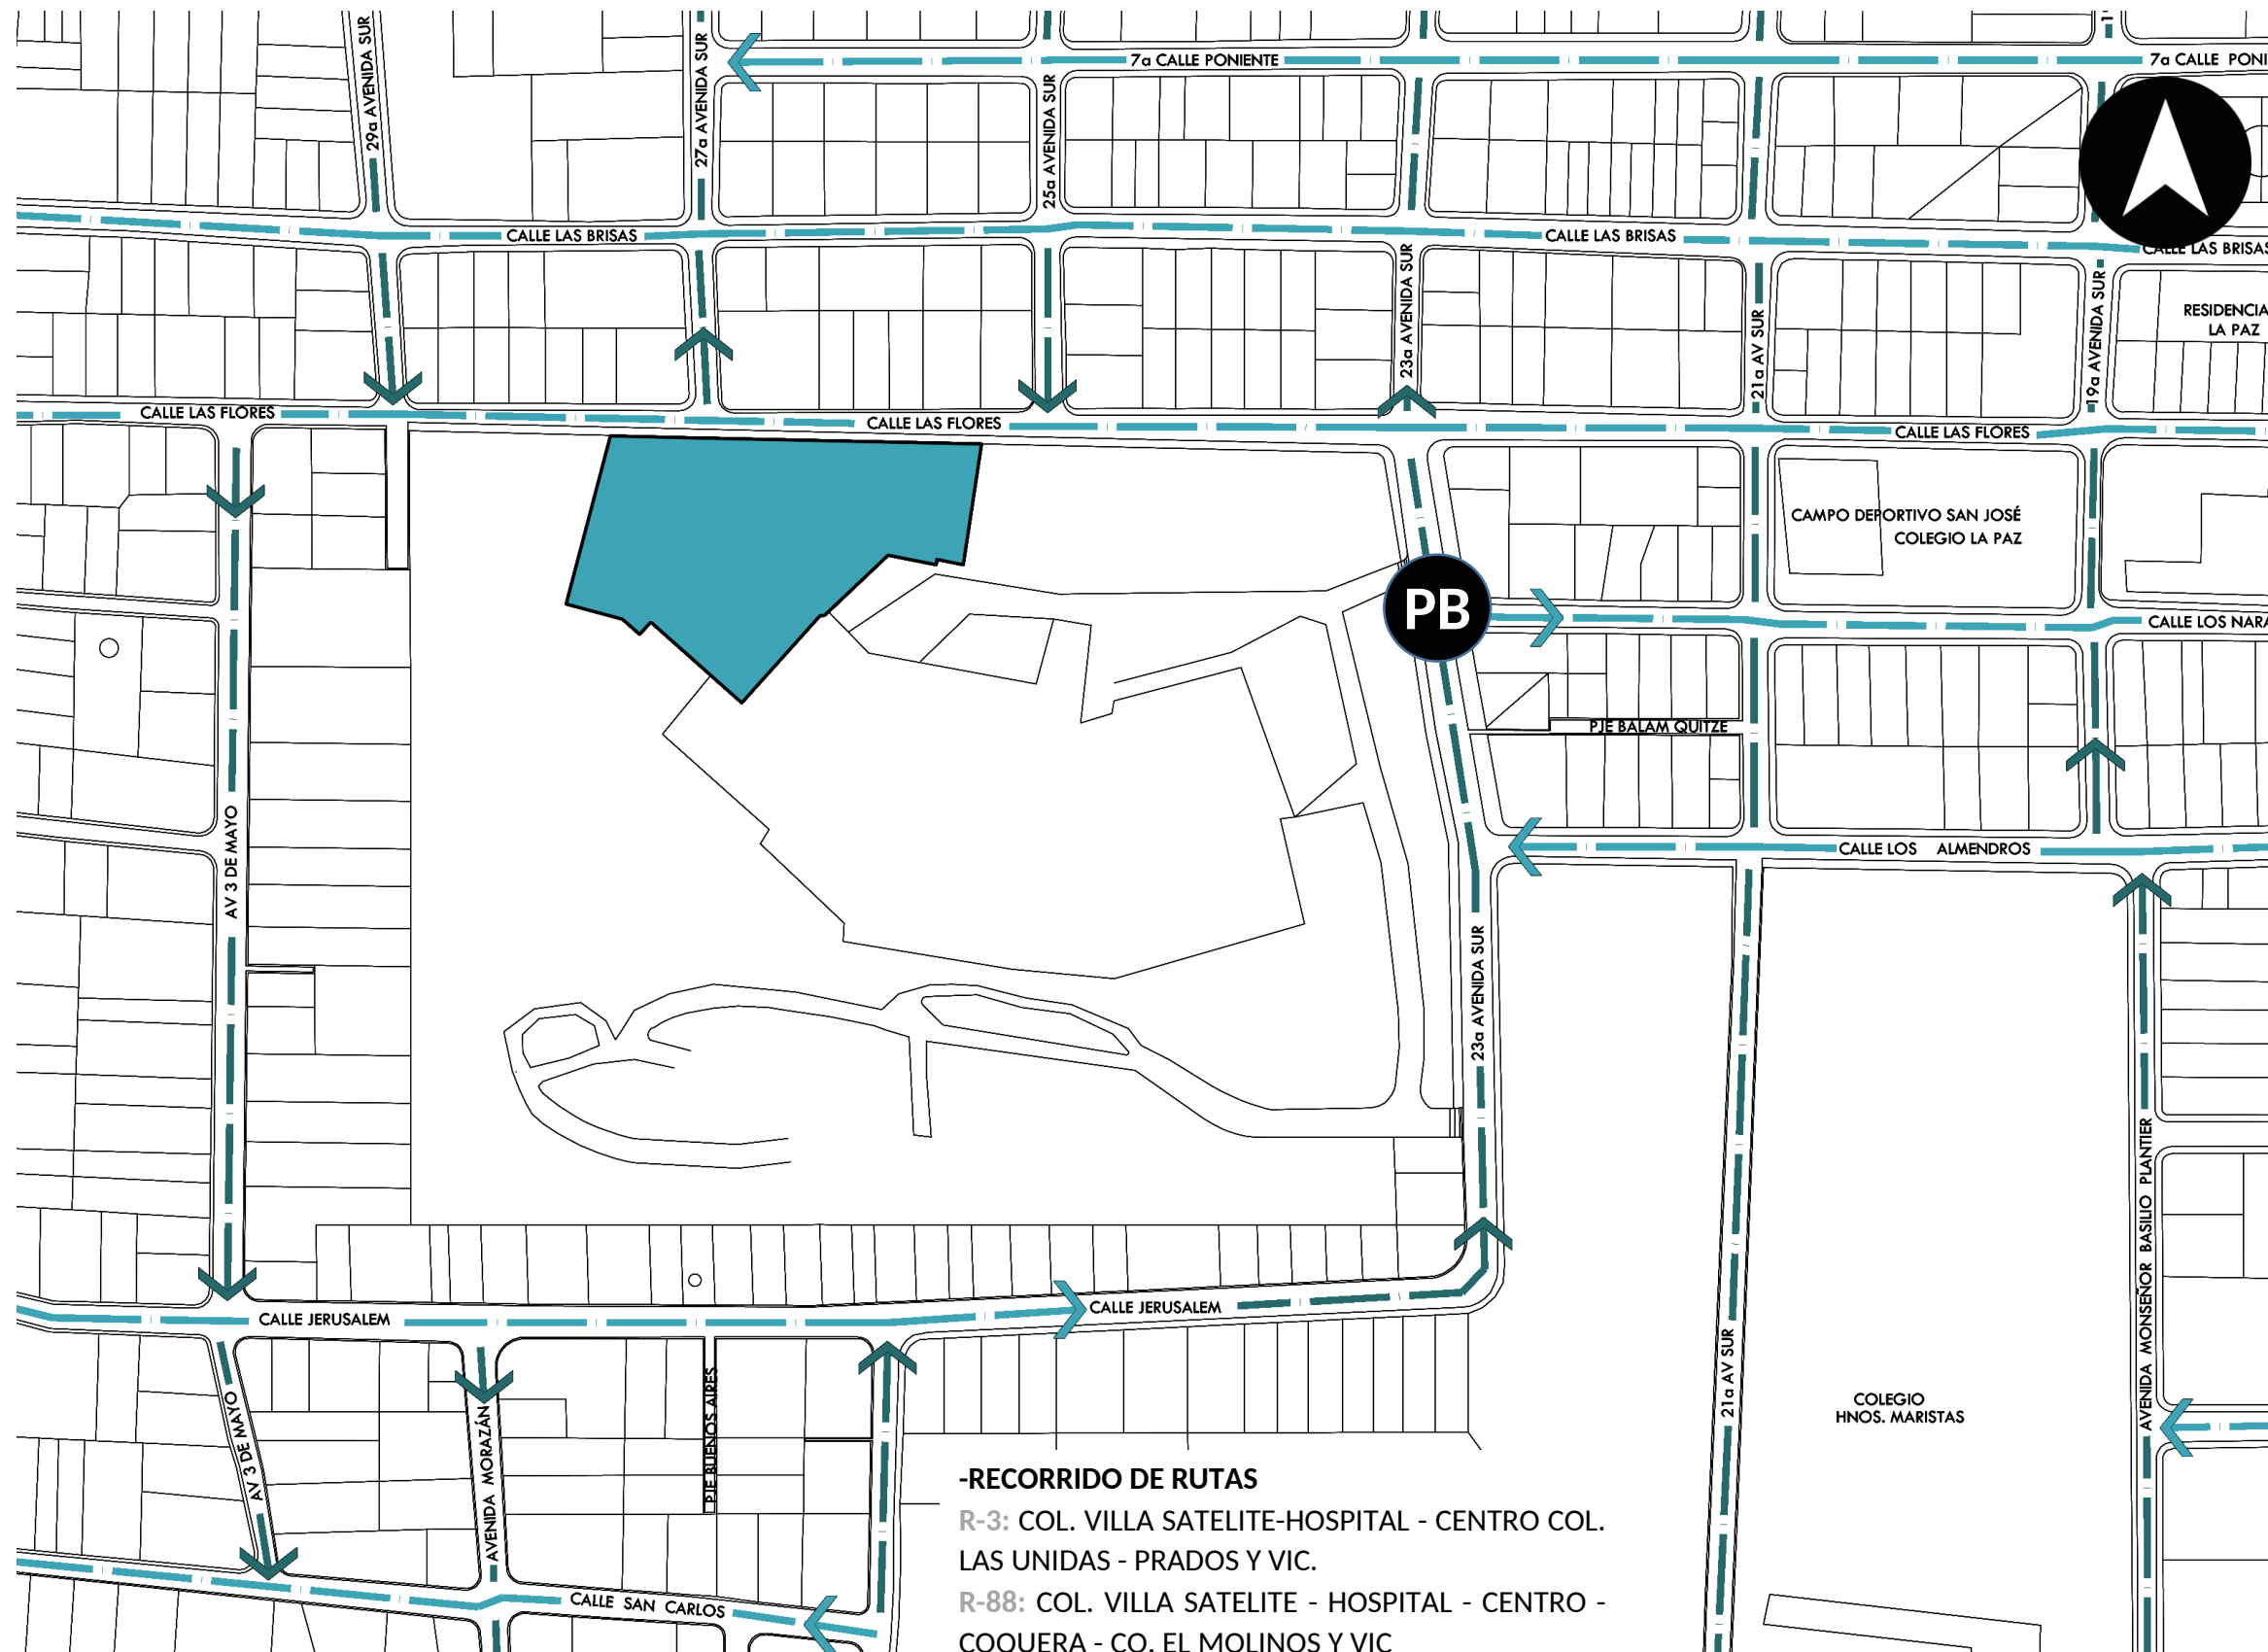 29a AVENIDA SUR
27a AVENIDA SUR
25a AVENIDA SUR
7a CALLE PONIENTE
7a CALLE PONI
CALLE LAS BRISAS
CALLE LAS BRISAS
CALLE LAS BRISAS
23a AVENIDA SUR
21a AV SUR
19a AVENIDA SUR
RESIDENCIA
LA PAZ
CALLE LAS FLORES
CALLE LAS FLORES
CALLE LAS FLORES
CAMPO DEPORTIVO SAN JOSÉ
COLEGIO LA PAZ
PB
CALLE LOS NARA
PJE BALAM QUITZE
AV 3 DE MAYO
CALLE LOS ALMENDROS
23a AVENIDA SUR
AVENIDA MONSEÑOR BASILIO PLANTIER
CALLE JERUSALEM
CALLE JERUSALEM
21a AV SUR
COLEGIO
HNOS. MARISTAS
AV 3 DE MAYO
AVENIDA MORAZÁN
PJE BUENOS AIRES
CALLE SAN CARLOS
-RECORRIDO DE RUTAS
R-3: COL. VILLA SATELITE-HOSPITAL - CENTRO COL.
LAS UNIDAS - PRADOS Y VIC.
R-88: COL. VILLA SATELITE - HOSPITAL - CENTRO -
COQUERA - CO. EL MOLINOS Y VIC